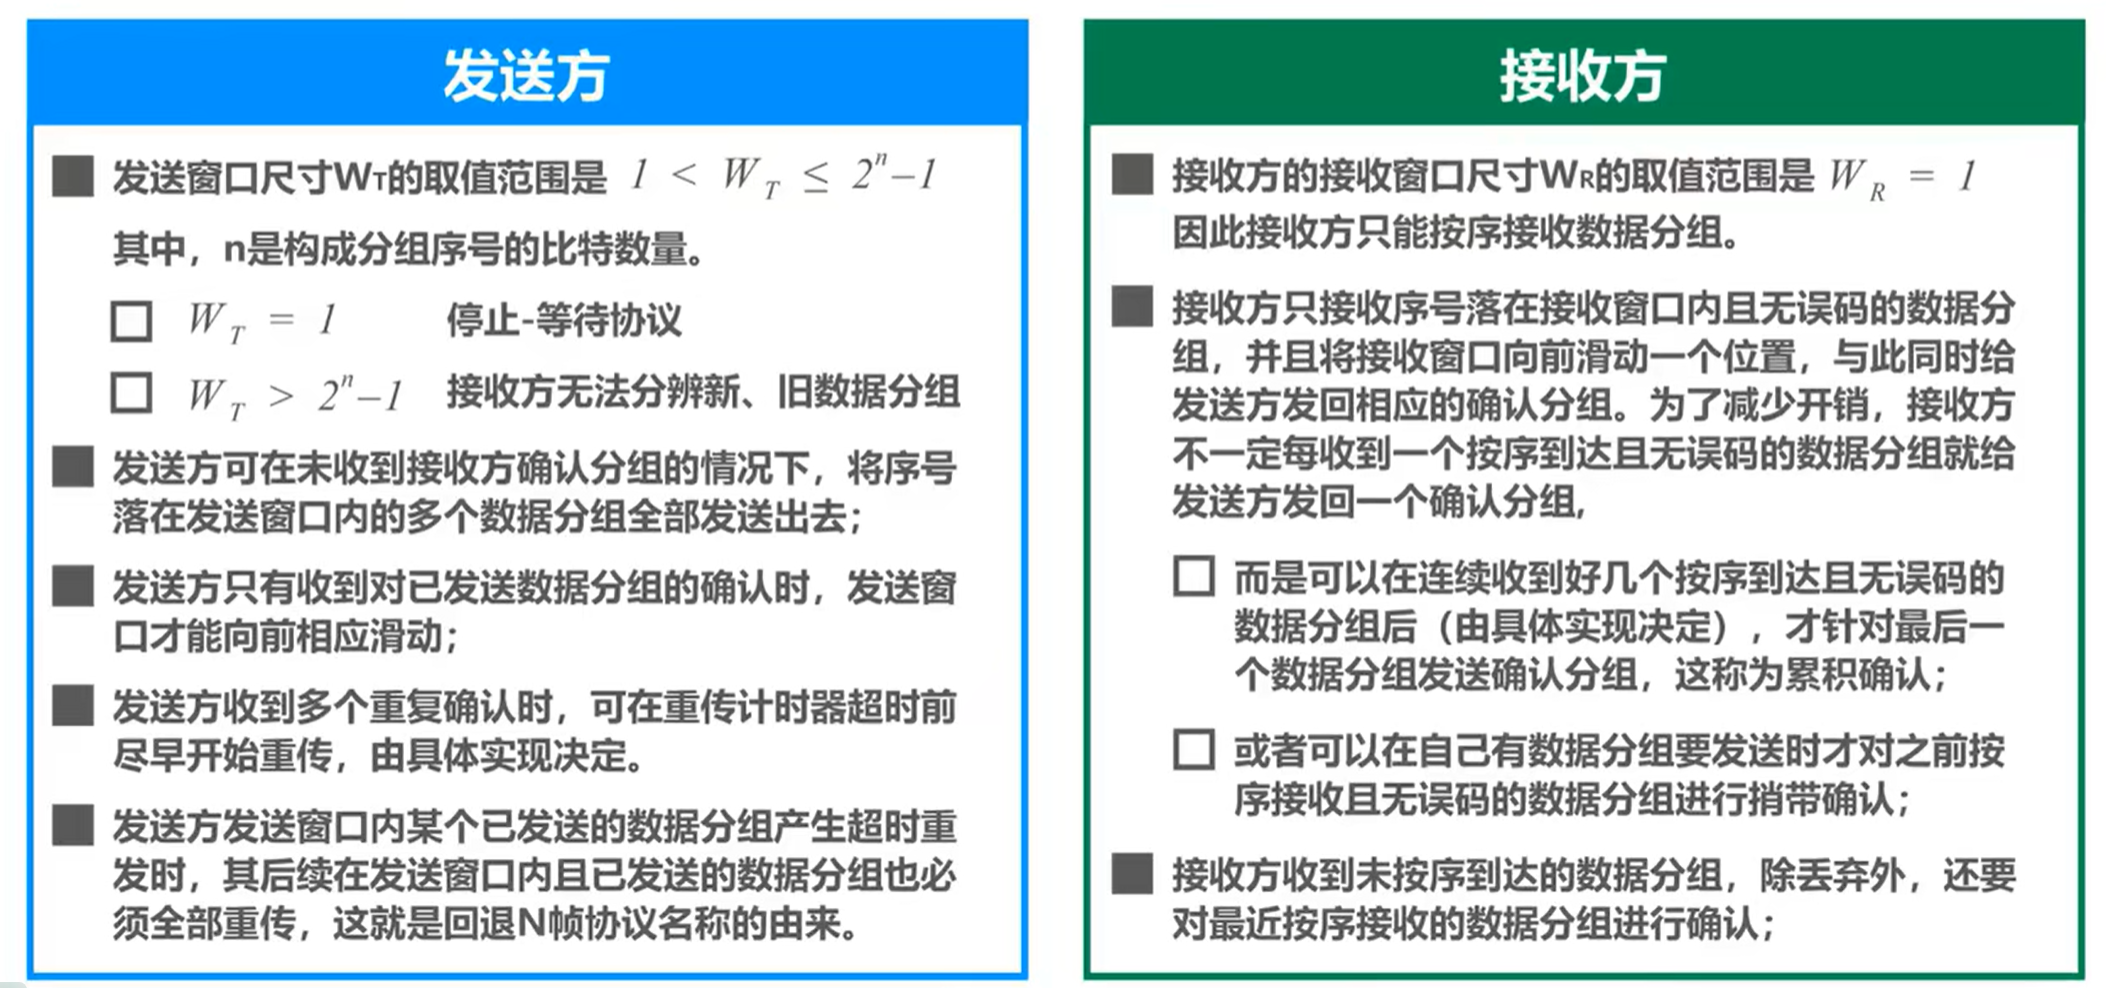 发送方
发送窗口尺寸WT的取值范围是 1 < W_T ≤ 2^n–1
其中，n是构成分组序号的比特数量。
W_T = 1 停止-等待协议
W_T > 2^n–1 接收方无法分辨新、旧数据分组
发送方可在未收到接收方确认分组的情况下，将序号
落在发送窗口内的多个数据分组全部发送出去；
发送方只有收到对已发送数据分组的确认时，发送窗
口才能向前相应滑动；
发送方收到多个重复确认时，可在重传计时器超时前
尽早开始重传，由具体实现决定。
发送方发送窗口内某个已发送的数据分组产生超时重
发时，其后续在发送窗口内且已发送的数据分组也必
须全部重传，这就是回退N帧协议名称的由来。
接收方
接收方的接收窗口尺寸WR的取值范围是 W_R = 1
因此接收方只能按序接收数据分组。
接收方只接收序号落在接收窗口内且无误码的数据分
组，并且将接收窗口向前滑动一个位置，与此同时给
发送方发回相应的确认分组。为了减少开销，接收方
不一定每收到一个按序到达且无误码的数据分组就给
发送方发回一个确认分组,
而是可以在连续收到好几个按序到达且无误码的
数据分组后（由具体实现决定），才针对最后一
个数据分组发送确认分组，这称为累积确认；
或者可以在自己有数据分组要发送时才对之前按
序接收且无误码的数据分组进行捎带确认；
接收方收到未按序到达的数据分组，除丢弃外，还要
对最近按序接收的数据分组进行确认；